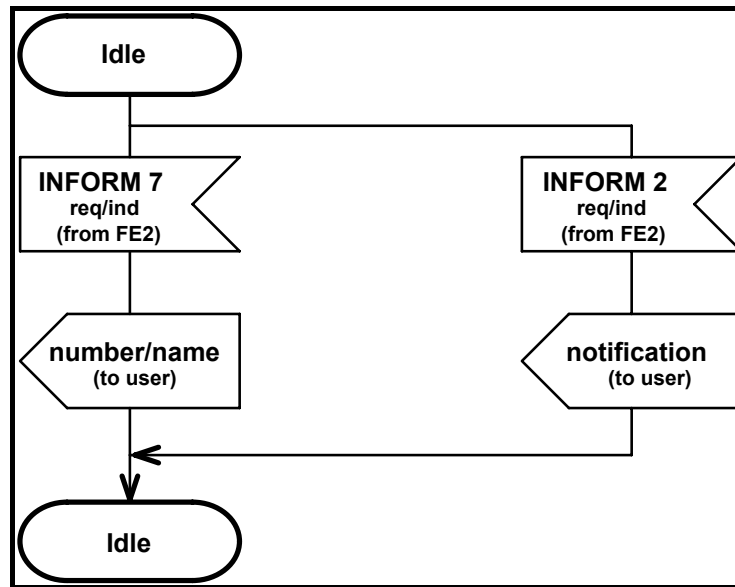 Idle
INFORM 7
req/ind
(from FE2)
INFORM 2
req/ind
(from FE2)
number/name
(to user)
notification
(to user)
Idle